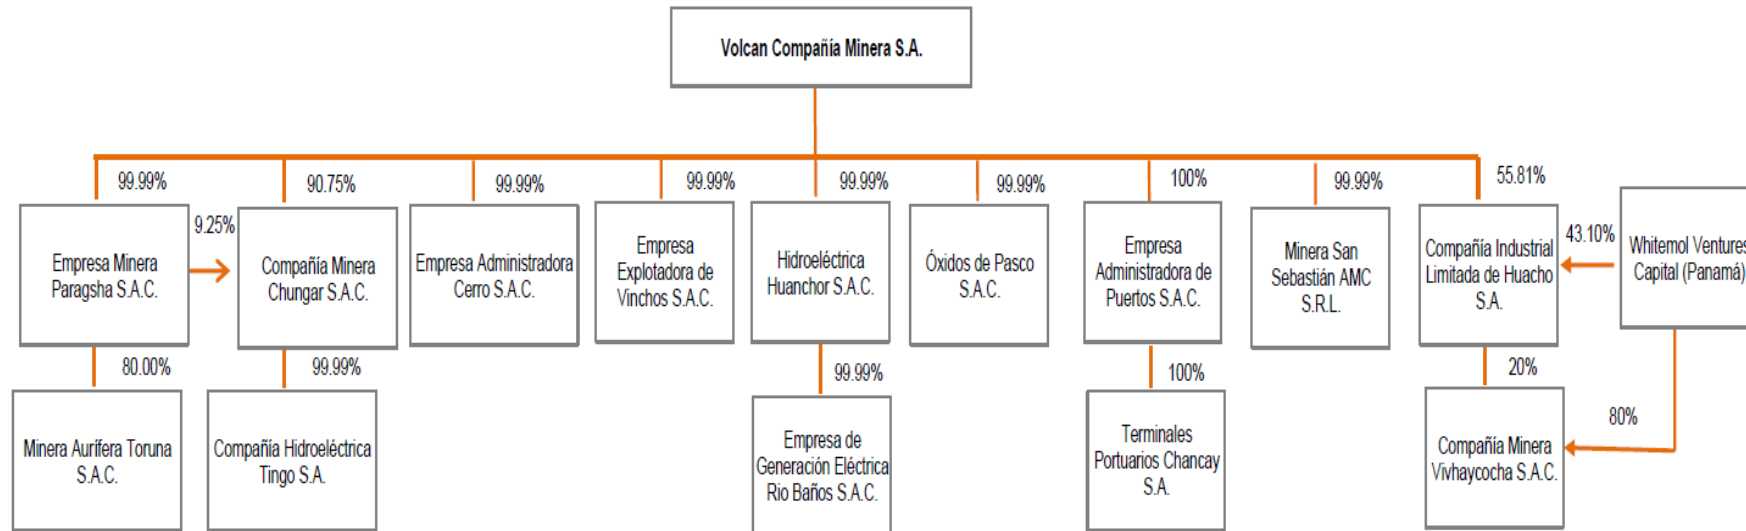 Volcan Compañía Minera S.A.
99.99%
90.75%
99.99%
99.99%
99.99%
99.99%
100%
99.99%
55.81%
Empresa Minera
Paragsha S.A.C.
9.25%
Compañía Minera
Chungar S.A.C.
Empresa Administradora
Cerro S.A.C.
Empresa
Explotadora de
Vinchos S.A.C.
Hidroeléctrica
Huanchor S.A.C.
Óxidos de Pasco
S.A.C.
Empresa
Administradora de
Puertos S.A.C.
Minera San
Sebastián AMC
S.R.L.
Compañía Industrial
Limitada de Huacho
S.A.
43.10%
Whitemol Ventures
Capital (Panamá)
80.00%
99.99%
99.99%
100%
20%
80%
Minera Aurífera Toruna
S.A.C.
Compañía Hidroeléctrica
Tingo S.A.
Empresa de
Generación Eléctrica
Rio Baños S.A.C.
Terminales
Portuarios Chancay
S.A.
Compañía Minera
Vivhaycocha S.A.C.